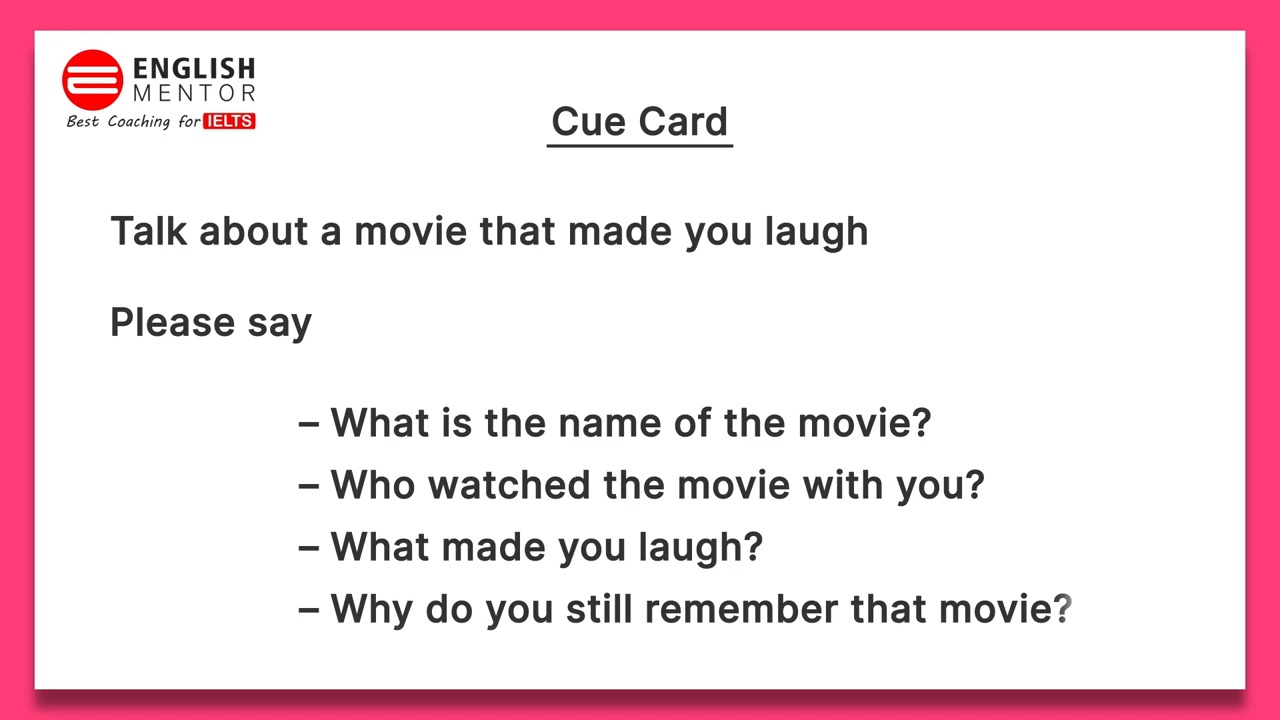 ENGLISH
MENTOR
Best Coaching for IELTS
Cue Card
Talk about a movie that made you laugh
Please say
– What is the name of the movie?
– Who watched the movie with you?
– What made you laugh?
– Why do you still remember that movie?